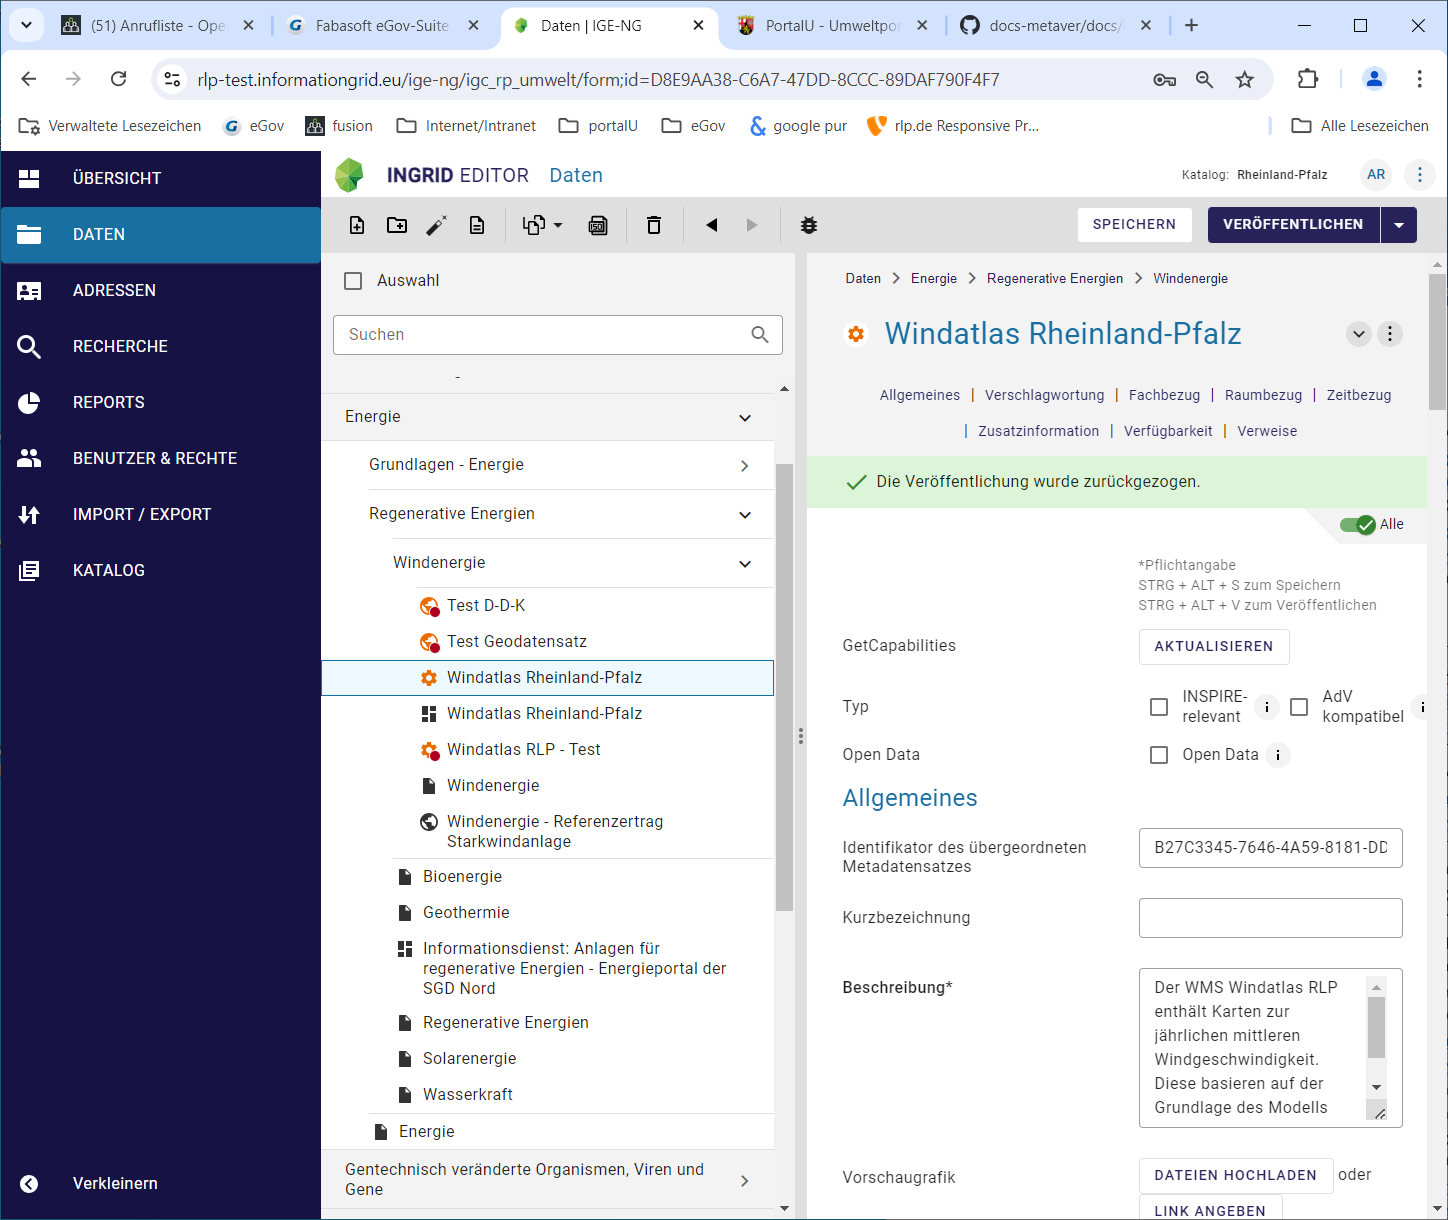 (51) Anrufliste - Ope
Fabasoft eGov-Suite
Daten | IGE-NG
PortalU - Umweltpor
docs-metaver/docs/
rlp-test.informationgrid.eu/ige-ng/igc_rp_umwelt/form;id=D8E9AA38-C6A7-47DD-8CCC-89DAF790F4F7
Verwaltete Lesezeichen
eGov
fusion
Internet/Intranet
portalU
eGov
google pur
rlp.de Responsive Pr...
Alle Lesezeichen
ÜBERSICHT
DATEN
ADRESSEN
RECHERCHE
REPORTS
BENUTZER & RECHTE
IMPORT / EXPORT
KATALOG
Verkleinern
INGRID EDITOR Daten
Katalog: Rheinland-Pfalz
AR
ISO
SPEICHERN
VERÖFFENTLICHEN
Auswahl
Suchen
Energie
Grundlagen - Energie
Regenerative Energien
Windenergie
Test D-D-K
Test Geodatensatz
Windatlas Rheinland-Pfalz
Windatlas Rheinland-Pfalz
Windatlas RLP - Test
Windenergie
Windenergie - Referenzertrag
Starkwindanlage
Bioenergie
Geothermie
Informationsdienst: Anlagen für
regenerative Energien - Energieportal der
SGD Nord
Regenerative Energien
Solarenergie
Wasserkraft
Energie
Gentechnisch veränderte Organismen, Viren und
Gene
Daten > Energie > Regenerative Energien > Windenergie
Windatlas Rheinland-Pfalz
Allgemeines | Verschlagwortung | Fachbezug | Raumbezug | Zeitbezug
| Zusatzinformation | Verfügbarkeit | Verweise
Die Veröffentlichung wurde zurückgezogen.
Alle
*Pflichtangabe
STRG + ALT + S zum Speichern
STRG + ALT + V zum Veröffentlichen
GetCapabilities
AKTUALISIEREN
Typ
INSPIRE-
relevant
i
AdV
kompatibel
i
Open Data
Open Data
i
Allgemeines
Identifikator des übergeordneten
Metadatensatzes
B27C3345-7646-4A59-8181-DD
Kurzbezeichnung
Beschreibung*
Der WMS Windatlas RLP
enthält Karten zur
jährlichen mittleren
Windgeschwindigkeit.
Diese basieren auf der
Grundlage des Modells
Vorschaugrafik
DATEIEN HOCHLADEN oder
LINK ANGEBEN